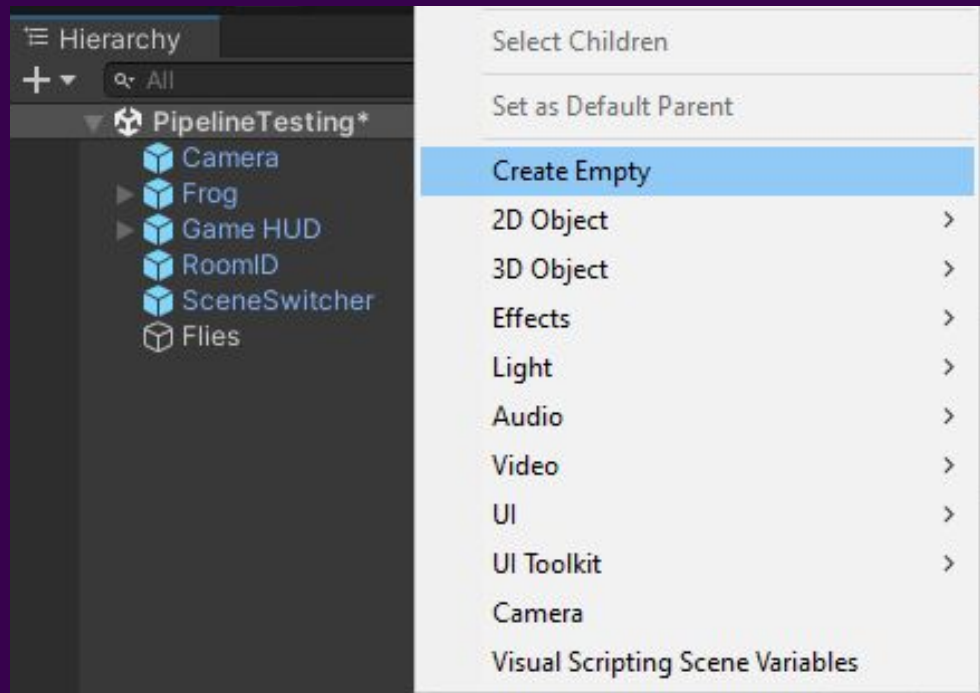 Hierarchy
All
PipelineTesting*
Camera
Frog
Game HUD
RoomID
SceneSwitcher
Flies
Select Children
Set as Default Parent
Create Empty
2D Object
3D Object
Effects
Light
Audio
Video
UI
UI Toolkit
Camera
Visual Scripting Scene Variables